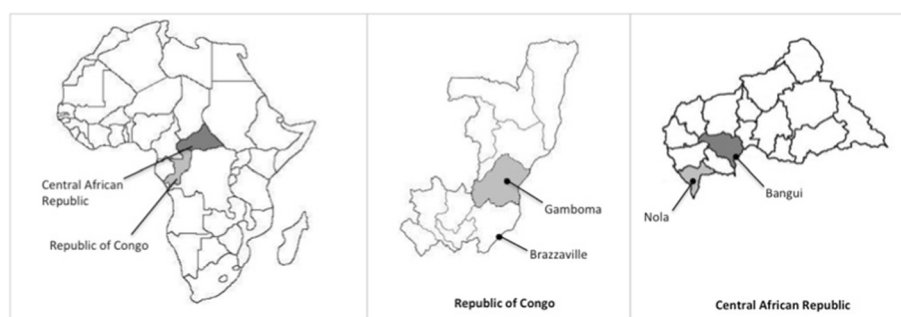 Central African
Republic
Republic of Congo
Gamboma
Brazzaville
Republic of Congo
Nola
Bangui
Central African Republic